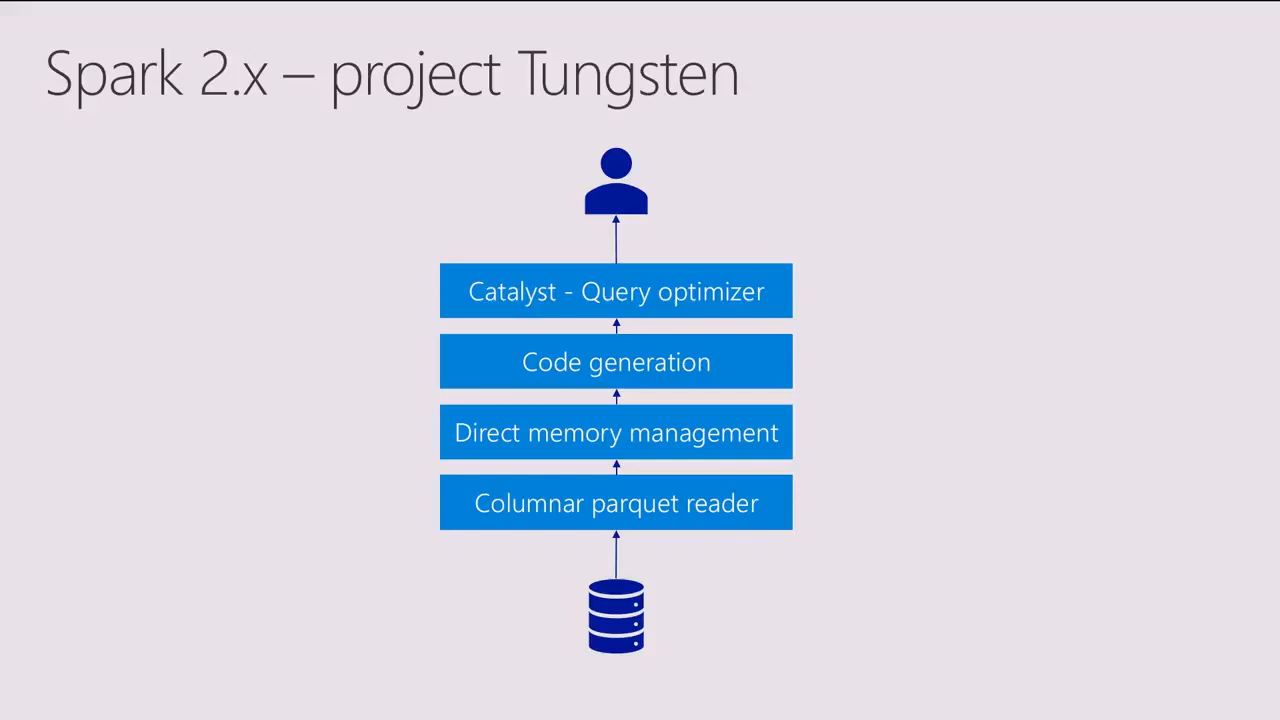 Spark 2.x – project Tungsten
Catalyst - Query optimizer
Code generation
Direct memory management
Columnar parquet reader